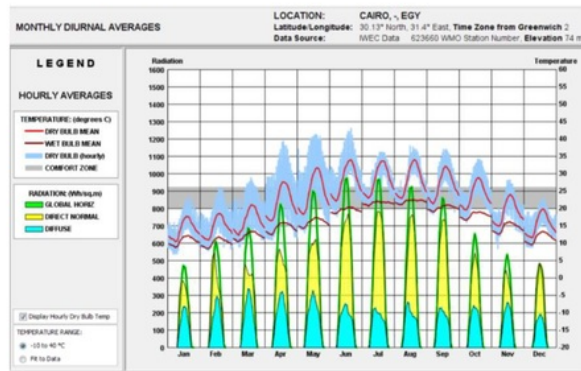 MONTHLY DIURNAL AVERAGES
LOCATION: CAIRO, -, EGY
Latitude/Longitude: 30.13° North, 31.4° East, Time Zone from Greenwich 2
Data Source: IWEC Data 623660 WMO Station Number, Elevation 74 m
LEGEND
HOURLY AVERAGES
TEMPERATURE: (degrees C)
DRY BULB MEAN
WET BULB MEAN
DRY BULB (hourly)
COMFORT ZONE
RADIATION: (Wh/sq.m)
GLOBAL HORIZ
DIRECT NORMAL
DIFFUSE
Display Hourly Dry Bulb Temp
TEMPERATURE RANGE:
-10 to 40 °C
Fit to Data
Radiation
Temperature
1600
1500
1400
1300
1200
1100
1000
900
800
700
600
500
400
300
200
100
0
60
55
50
45
40
35
30
25
20
15
10
5
0
-5
-10
-15
-20
Jan Feb Mar Apr May Jun Jul Aug Sep Oct Nov Dec